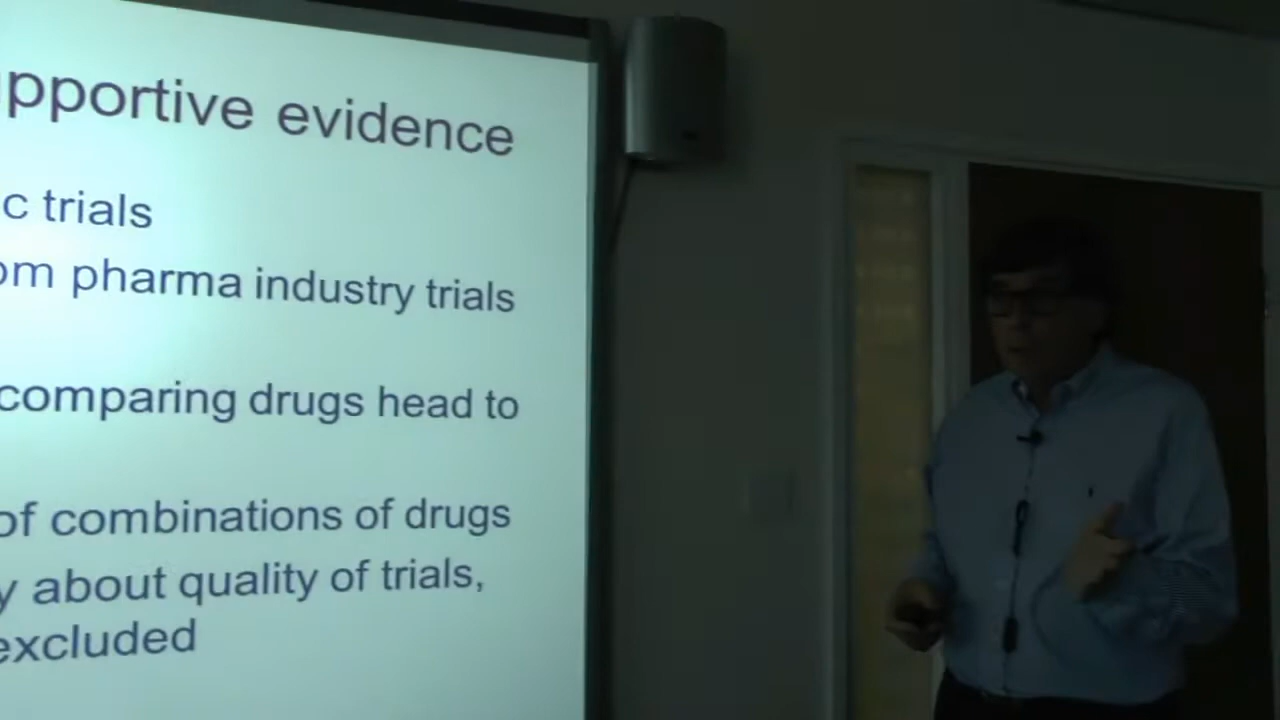 pportive evidence
c trials
om pharma industry trials
comparing drugs head to
of combinations of drugs
y about quality of trials,
excluded